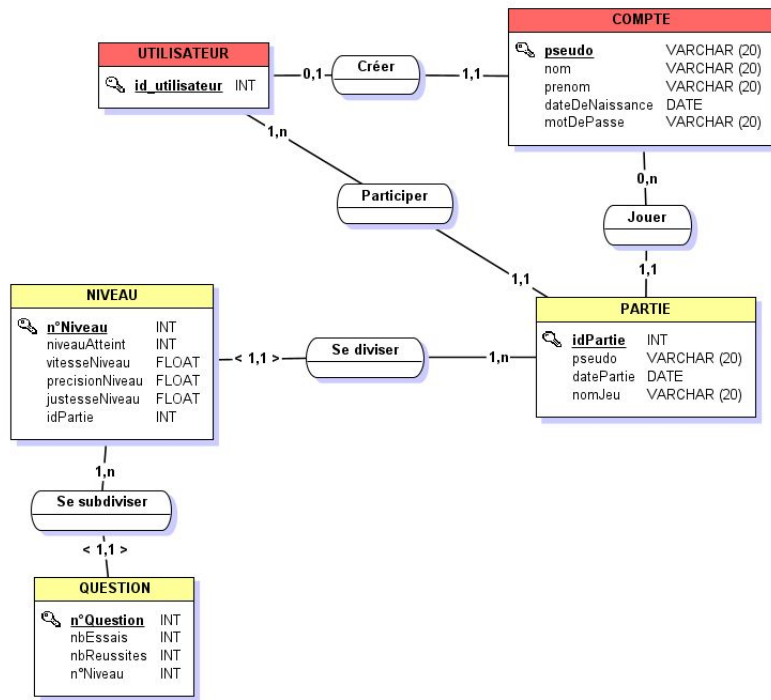 COMPTE
pseudo VARCHAR (20)
nom VARCHAR (20)
prenom VARCHAR (20)
dateDeNaissance DATE
motDePasse VARCHAR (20)
UTILISATEUR
id_utilisateur INT
0,1
Créer
1,1
1,n
Participer
1,1
0,n
Jouer
1,1
NIVEAU
n°Niveau INT
niveauAtteint INT
vitesseNiveau FLOAT
precisionNiveau FLOAT
justesseNiveau FLOAT
idPartie INT
< 1,1 >
Se diviser
1,n
PARTIE
idPartie INT
pseudo VARCHAR (20)
datePartie DATE
nomJeu VARCHAR (20)
1,n
Se subdiviser
< 1,1 >
QUESTION
n°Question INT
nbEssais INT
nbReussites INT
n°Niveau INT